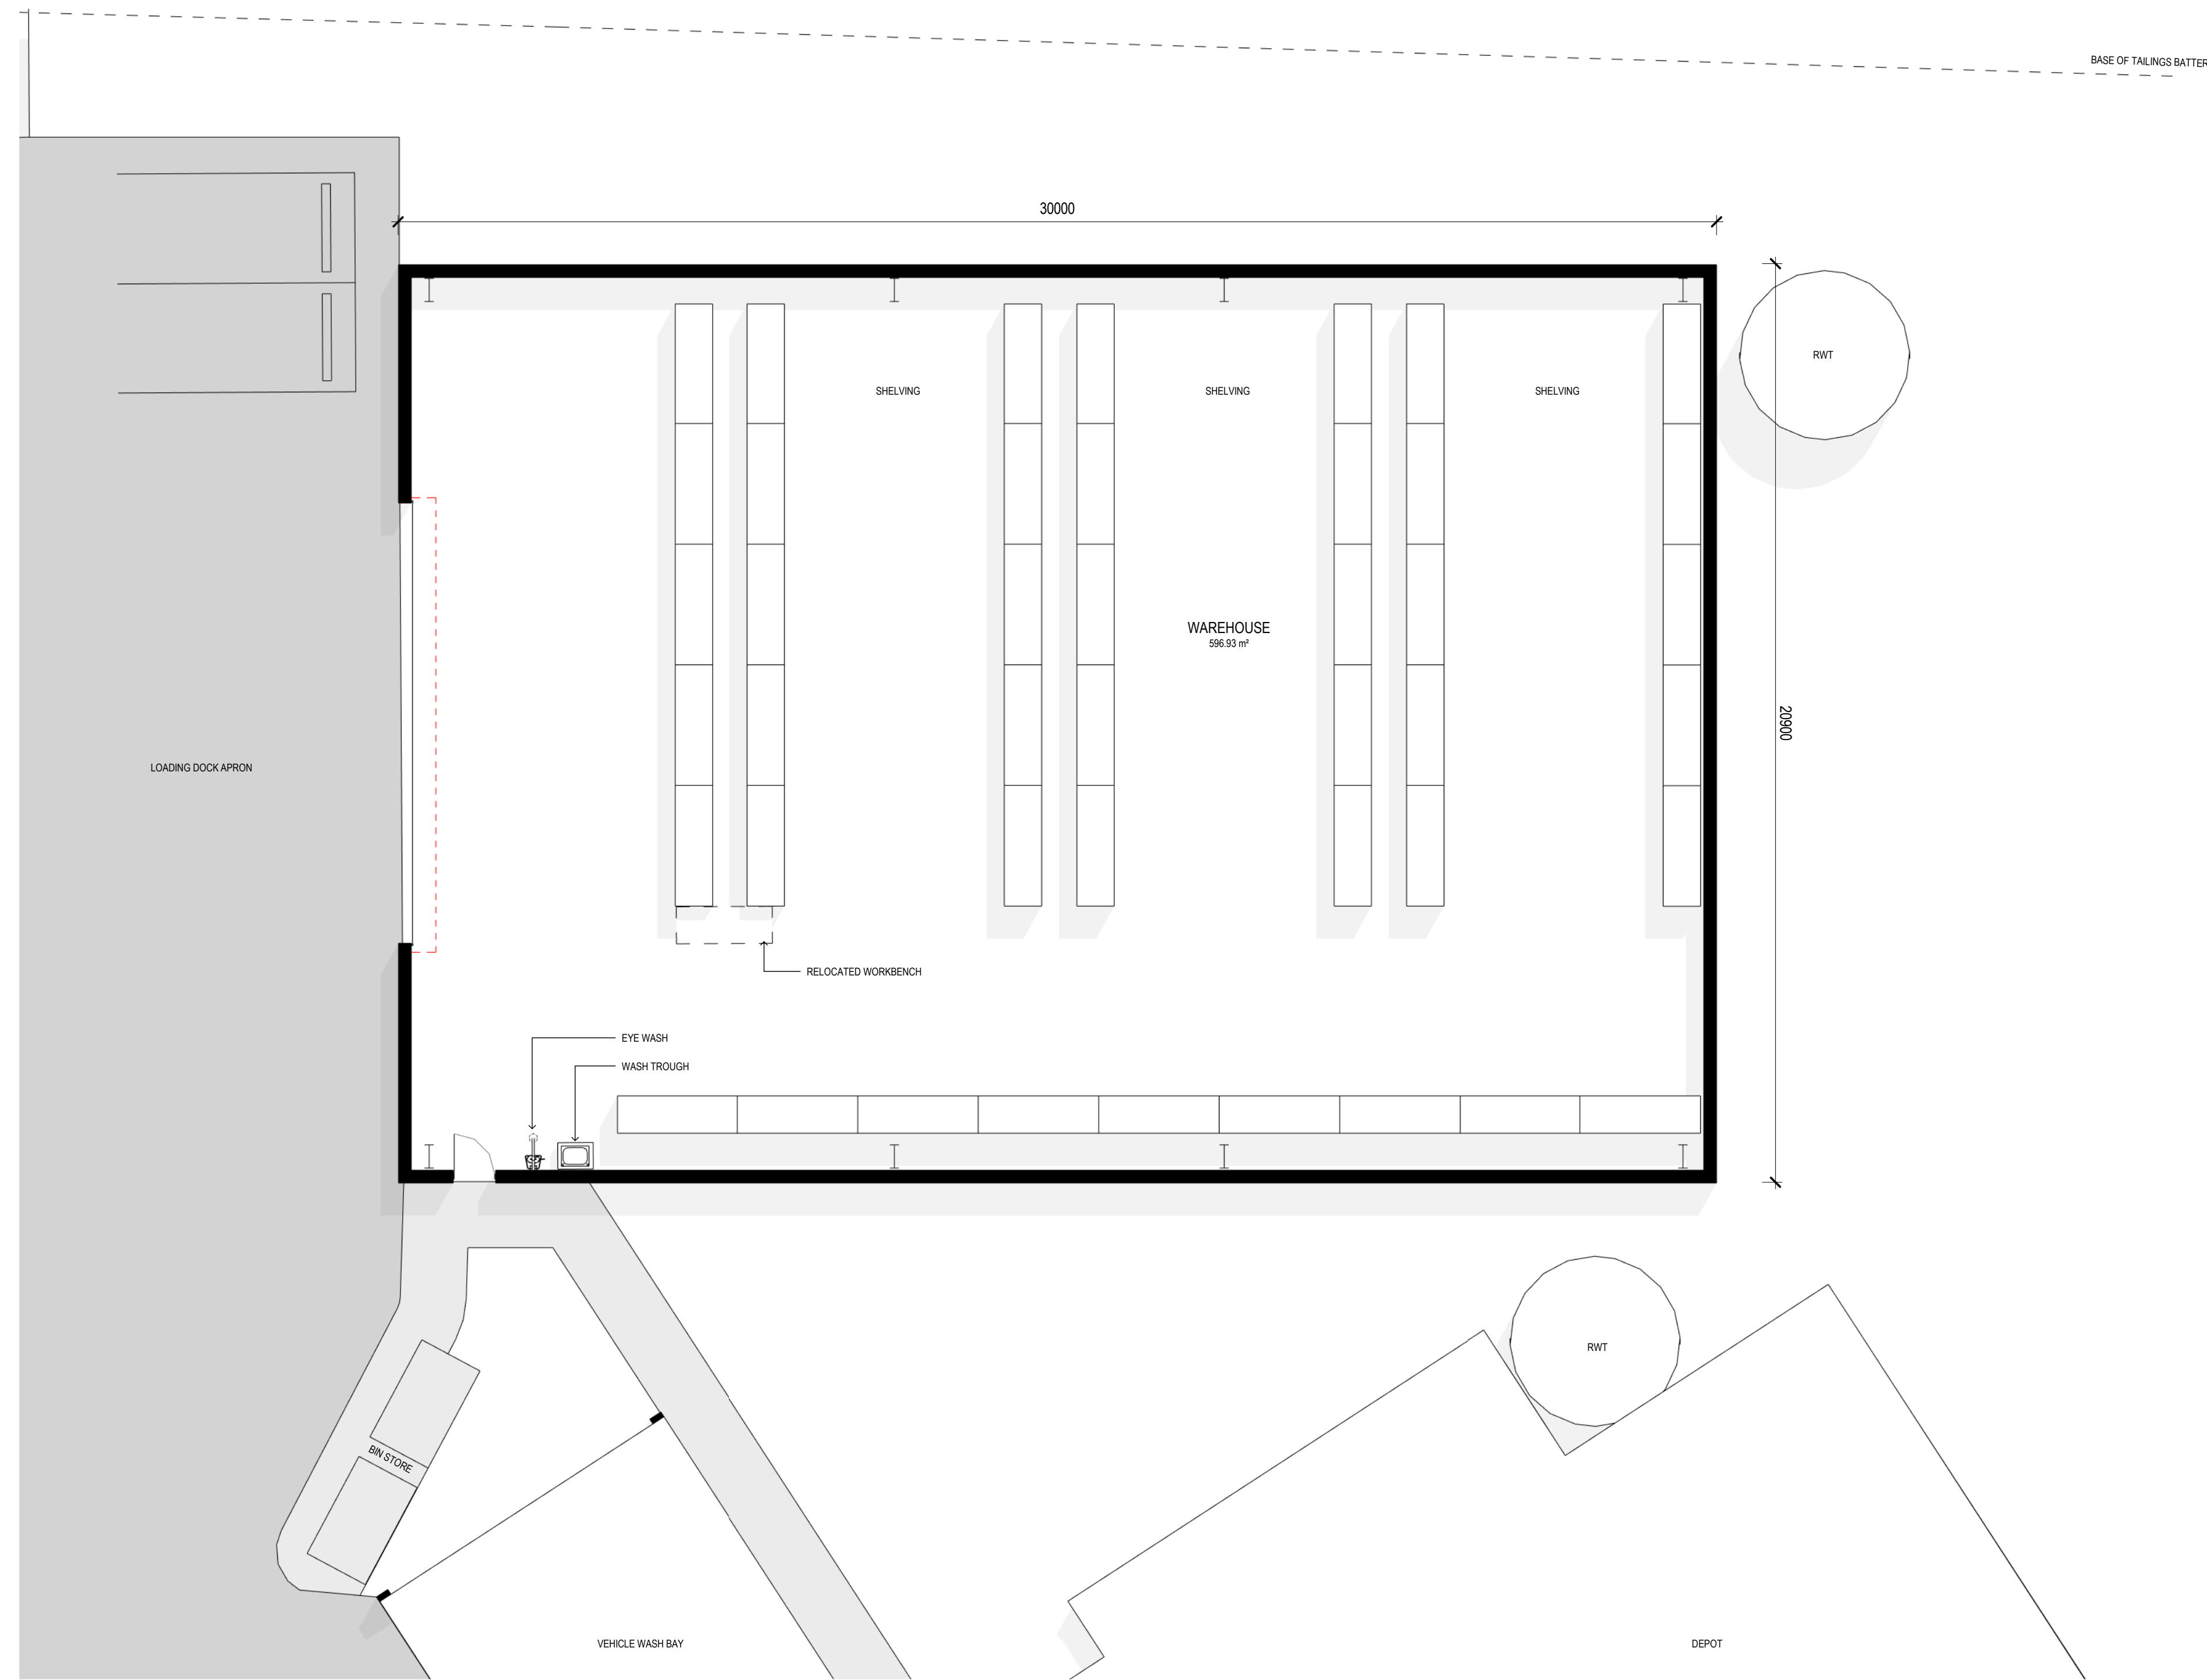 BASE OF TAILINGS BATTER
30000
RWT
SHELVING
SHELVING
SHELVING
WAREHOUSE
596.93 m²
20900
LOADING DOCK APRON
RELOCATED WORKBENCH
EYE WASH
WASH TROUGH
RWT
BIN STORE
VEHICLE WASH BAY
DEPOT